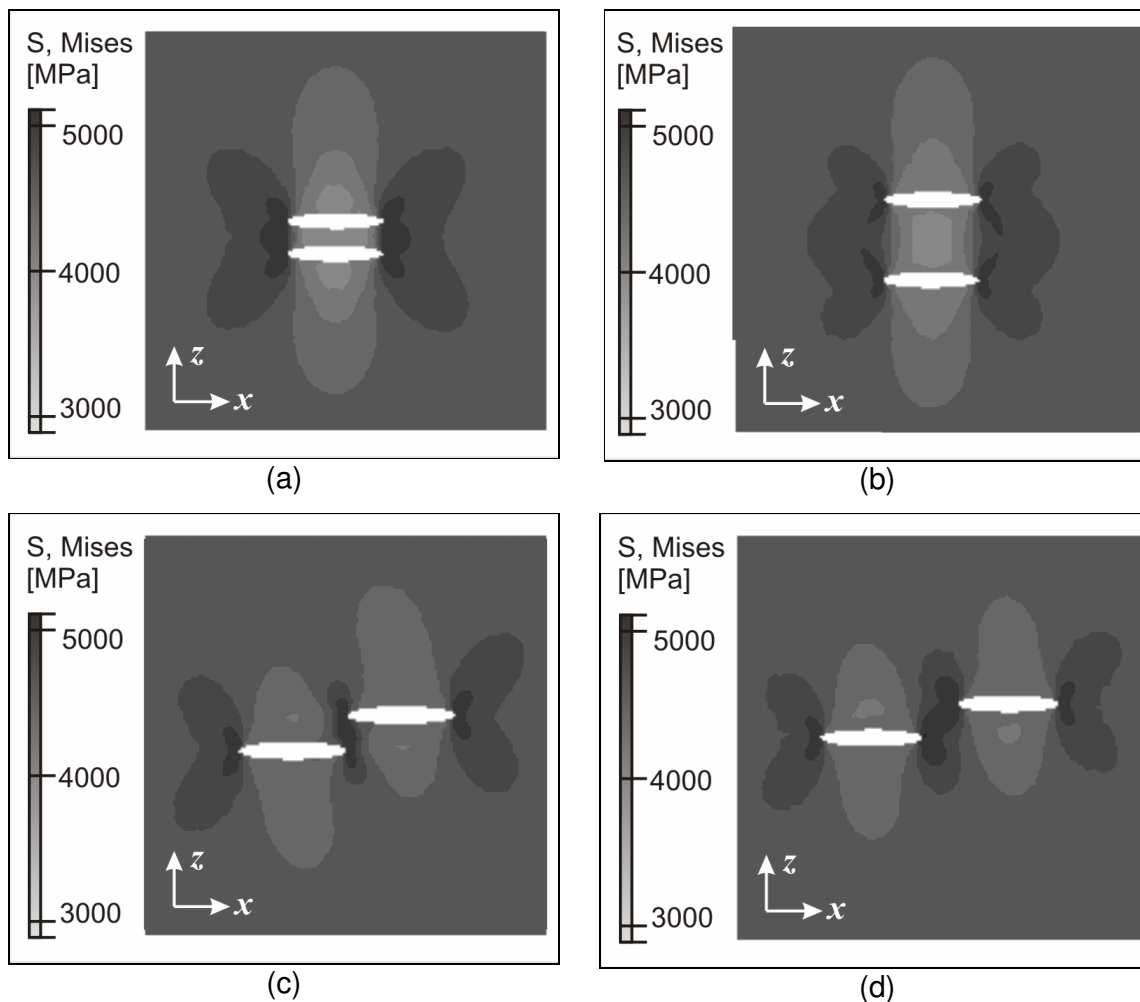 S, Mises
[MPa]
5000
4000
3000
z
x
(a)
S, Mises
[MPa]
5000
4000
3000
z
x
(b)
S, Mises
[MPa]
5000
4000
3000
z
x
(c)
S, Mises
[MPa]
5000
4000
3000
z
x
(d)